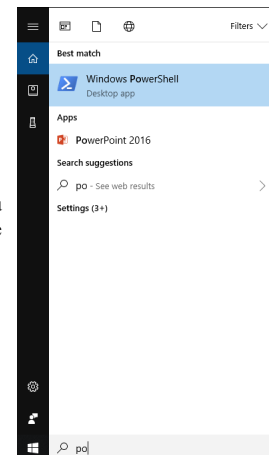 Filters
Best match
Windows PowerShell
Desktop app
Apps
PowerPoint 2016
Search suggestions
po - See web results
Settings (3+)
po